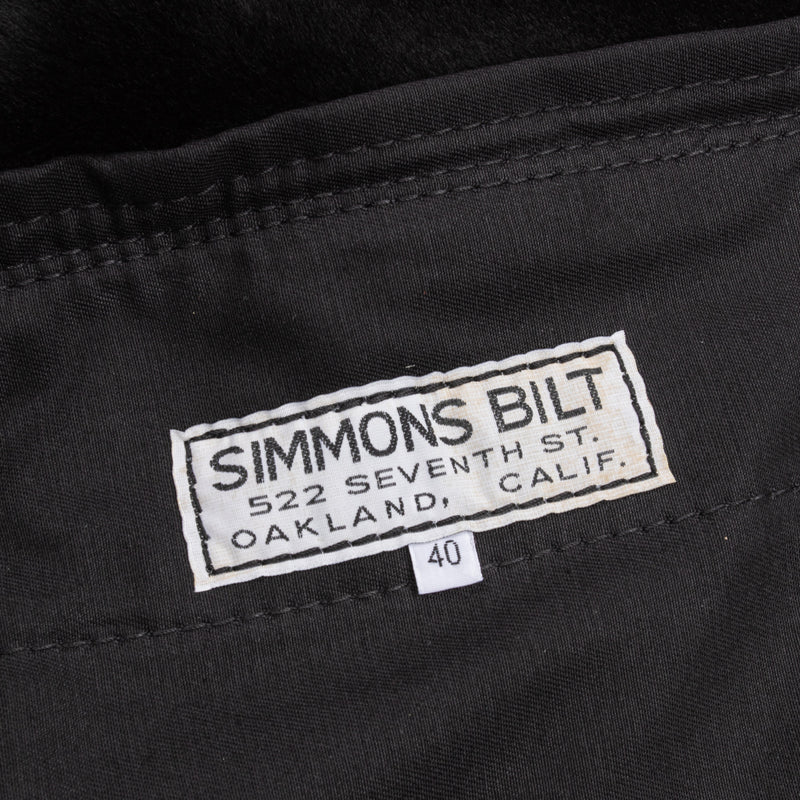 SIMMONS BILT
522 SEVENTH ST.
OAKLAND, CALIF.
40